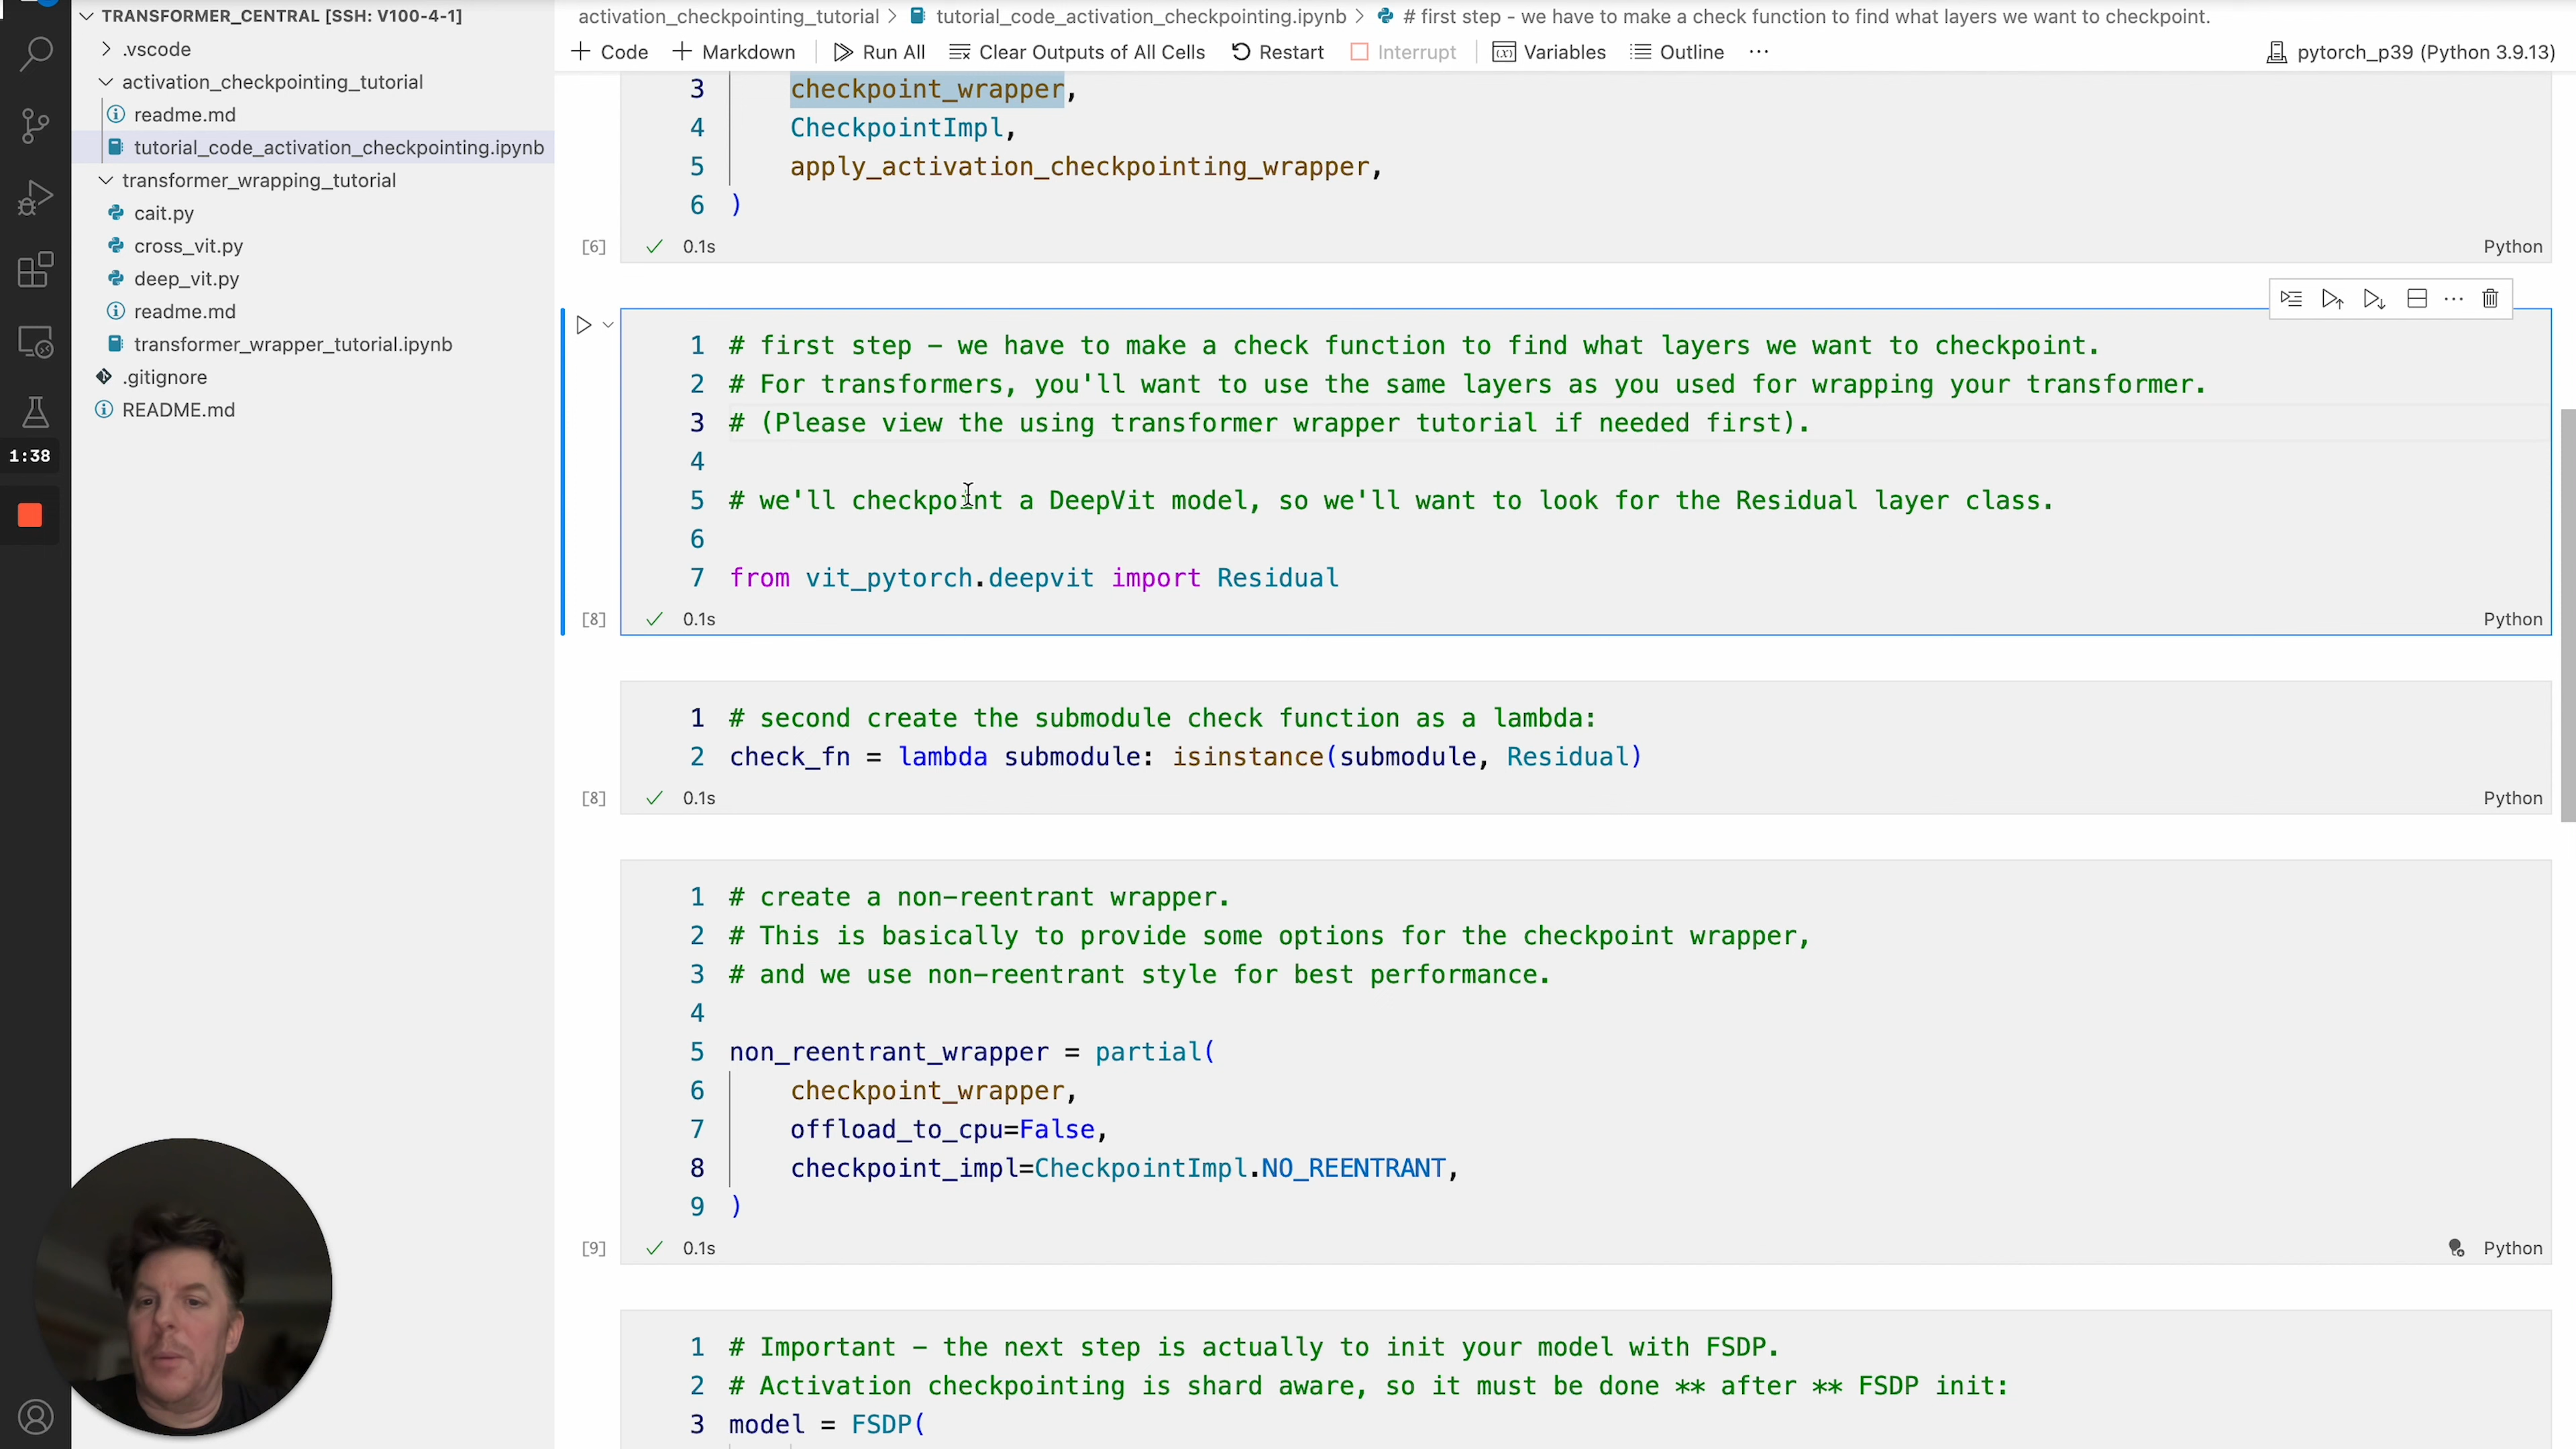 TRANSFORMER_CENTRAL [SSH: V100-4-1]
.vscode
activation_checkpointing_tutorial
readme.md
tutorial_code_activation_checkpointing.ipynb
transformer_wrapping_tutorial
cait.py
cross_vit.py
deep_vit.py
readme.md
transformer_wrapper_tutorial.ipynb
.gitignore
README.md
1:38
activation_checkpointing_tutorial > tutorial_code_activation_checkpointing.ipynb > # first step - we have to make a check function to find what layers we want to checkpoint.
+ Code + Markdown Run All Clear Outputs of All Cells Restart Interrupt Variables Outline ... pytorch_p39 (Python 3.9.13)
3 checkpoint_wrapper,
4 CheckpointImpl,
5 apply_activation_checkpointing_wrapper,
6 )
[6] 0.1s Python
1 # first step – we have to make a check function to find what layers we want to checkpoint.
2 # For transformers, you'll want to use the same layers as you used for wrapping your transformer.
3 # (Please view the using transformer wrapper tutorial if needed first).
4
5 # we'll checkpoint a DeepVit model, so we'll want to look for the Residual layer class.
6
7 from vit_pytorch.deepvit import Residual
[8] 0.1s Python
1 # second create the submodule check function as a lambda:
2 check_fn = lambda submodule: isinstance(submodule, Residual)
[8] 0.1s Python
1 # create a non-reentrant wrapper.
2 # This is basically to provide some options for the checkpoint wrapper,
3 # and we use non-reentrant style for best performance.
4
5 non_reentrant_wrapper = partial(
6 checkpoint_wrapper,
7 offload_to_cpu=False,
8 checkpoint_impl=CheckpointImpl.NO_REENTRANT,
9 )
[9] 0.1s Python
1 # Important – the next step is actually to init your model with FSDP.
2 # Activation checkpointing is shard aware, so it must be done ** after ** FSDP init:
3 model = FSDP(